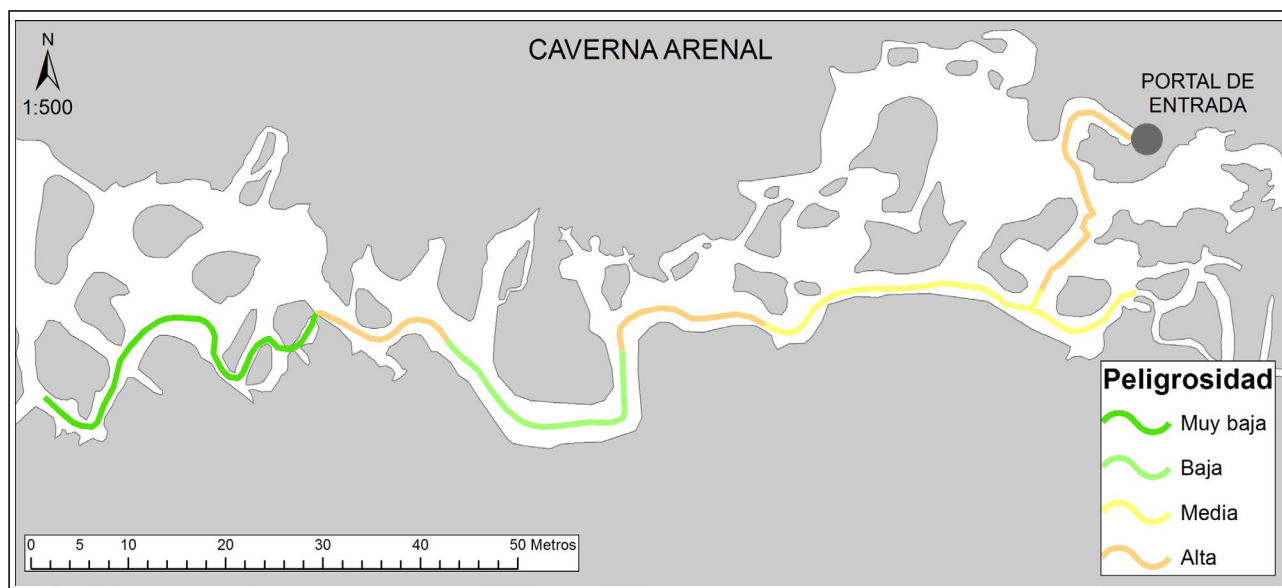 CAVERNA ARENAL
N
1:500
PORTAL DE
ENTRADA
Peligrosidad
Muy baja
Baja
Media
Alta
0 5 10 20 30 40 50 Metros